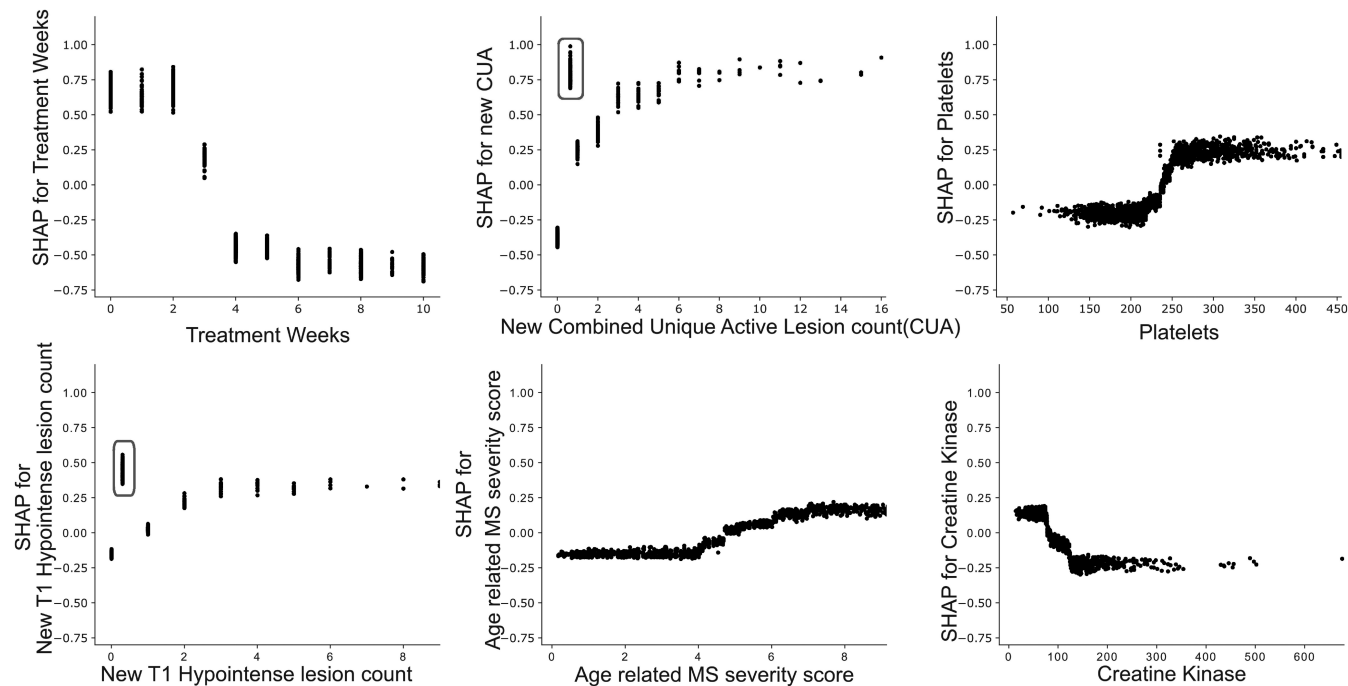 SHAP for Treatment Weeks
1.00
0.75
0.50
0.25
0.00
−0.25
−0.50
−0.75
0 2 4 6 8 10
Treatment Weeks
SHAP for new CUA
1.00
0.75
0.50
0.25
0.00
−0.25
−0.50
−0.75
0 2 4 6 8 10 12 14 16
New Combined Unique Active Lesion count(CUA)
SHAP for Platelets
1.00
0.75
0.50
0.25
0.00
−0.25
−0.50
−0.75
50 100 150 200 250 300 350 400 450
Platelets
SHAP for
New T1 Hypointense lesion count
1.00
0.75
0.50
0.25
0.00
−0.25
−0.50
−0.75
0 2 4 6 8
New T1 Hypointense lesion count
SHAP for
Age related MS severity score
1.00
0.75
0.50
0.25
0.00
−0.25
−0.50
−0.75
0 2 4 6 8
Age related MS severity score
SHAP for Creatine Kinase
1.00
0.75
0.50
0.25
0.00
−0.25
−0.50
−0.75
0 100 200 300 400 500 600
Creatine Kinase